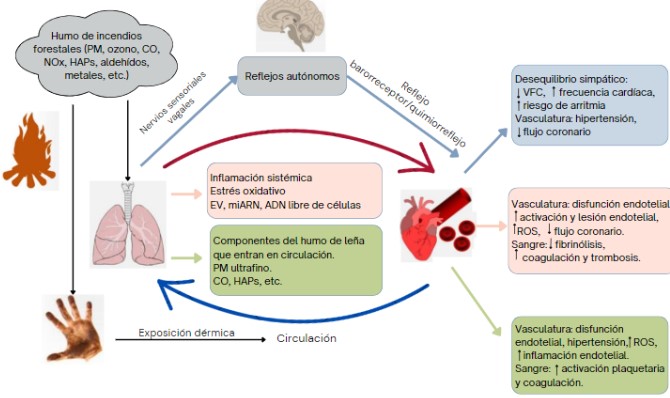 Humo de incendios
forestales (PM, ozono, CO,
NOx, HAPs, aldehídos,
metales, etc.)
Nervios sensoriales
vagales
Reflejos autónomos
Reflejo
barorreceptor/quimiorreflejo
Desequilibrio simpático:
↓ VFC, ↑ frecuencia cardíaca,
↑ riesgo de arritmia
Vasculatura: hipertensión,
↓ flujo coronario
Inflamación sistémica
Estrés oxidativo
EV, miARN, ADN libre de células
Componentes del humo de leña
que entran en circulación.
PM ultrafino.
CO, HAPs, etc.
Vasculatura: disfunción endotelial
↑ activación y lesión endotelial,
↑ROS, ↓ flujo coronario.
Sangre:↓ fibrinólisis,
↑ coagulación y trombosis.
Exposición dérmica
Circulación
Vasculatura: disfunción
endotelial, hipertensión,↑ROS,
↑inflamación endotelial.
Sangre: ↑ activación plaquetaria
y coagulación.